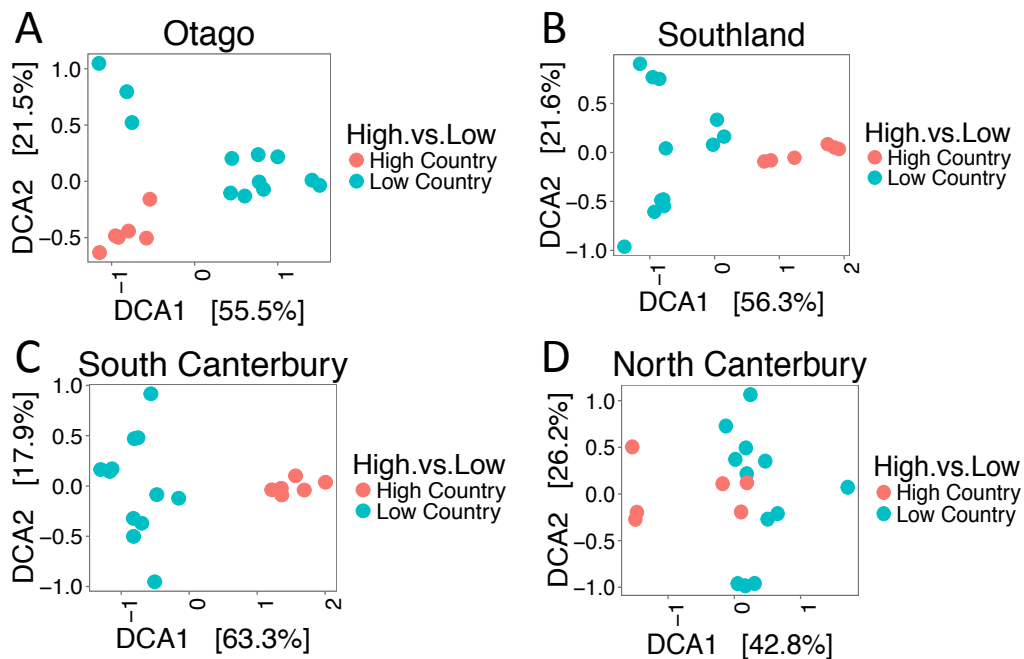 A
Otago
DCA2 [21.5%]
1.0
0.5
0.0
−0.5
−1
0
1
DCA1 [55.5%]
High.vs.Low
High Country
Low Country
B
Southland
DCA2 [21.6%]
1.0
0.5
0.0
−0.5
−1.0
−1
0
1
2
DCA1 [56.3%]
High.vs.Low
High Country
Low Country
C
South Canterbury
DCA2 [17.9%]
1.0
0.5
0.0
−0.5
−1.0
−1
0
1
2
DCA1 [63.3%]
High.vs.Low
High Country
Low Country
D
North Canterbury
DCA2 [26.2%]
1.0
0.5
0.0
−0.5
−1.0
−1
0
1
DCA1 [42.8%]
High.vs.Low
High Country
Low Country